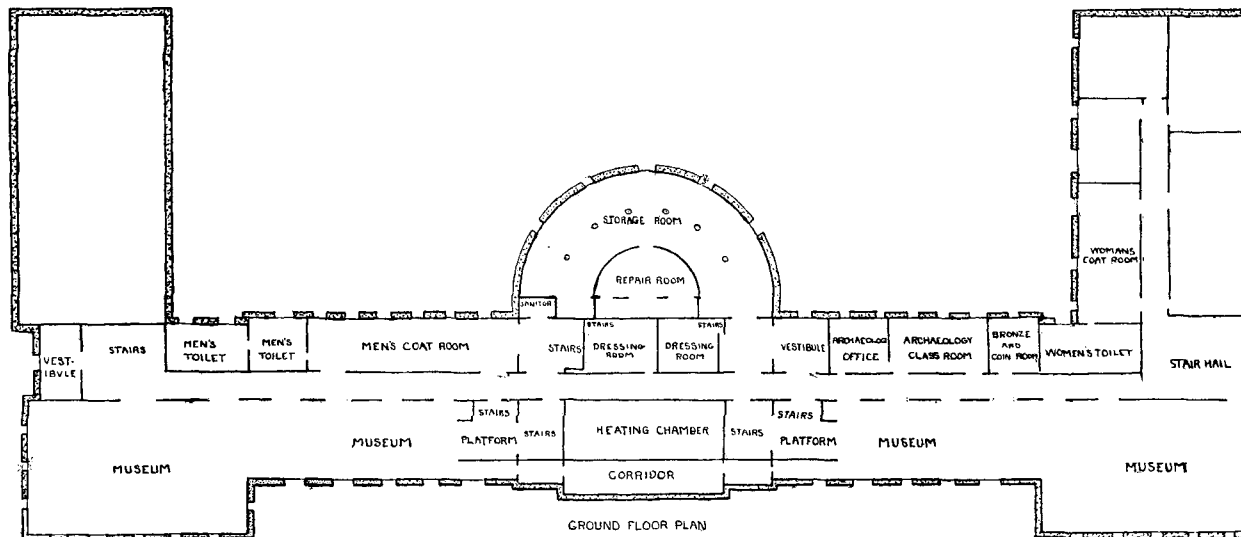 STORAGE ROOM
REPAIR ROOM
JANITOR
WOMANS
COAT ROOM
VEST-
IBVLE
STAIRS
MEN'S
TOILET
MEN'S
TOILET
MEN'S COAT ROOM
STAIRS
STAIRS
DRESSING
ROOM
STAIRS
DRESSING
ROOM
VESTIBVLE
ARCHAEOLOGY
OFFICE
ARCHAEOLOGY
CLASS ROOM
BRONZE
AND
COIN ROOM
WOMEN'S TOILET
STAIR HALL
MUSEUM
MUSEUM
STAIRS
PLATFORM
STAIRS
HEATING CHAMBER
STAIRS
STAIRS
PLATFORM
MUSEUM
MUSEUM
CORRIDOR
GROUND FLOOR PLAN